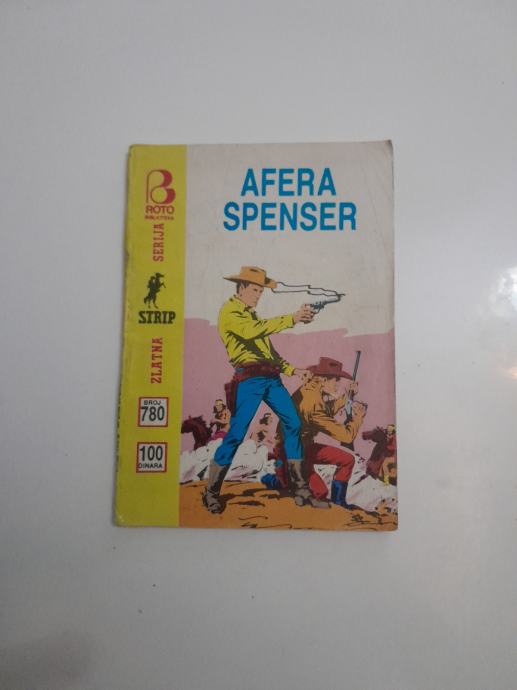 AFERA
SPENSER
ROTO
BIBLIOTEKA
ZLATNA SERIJA
STRIP
BROJ
780
100
DINARA